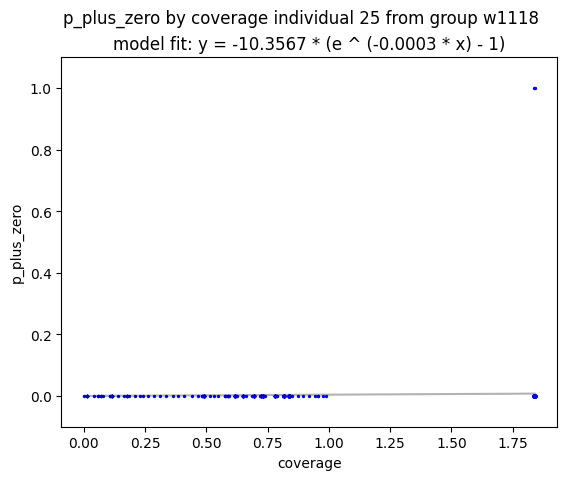 p_plus_zero by coverage individual 25 from group w1118
model fit: y = -10.3567 * (e ^ (-0.0003 * x) - 1)
1.0
0.8
0.6
0.4
0.2
0.0
p_plus_zero
0.00 0.25 0.50 0.75 1.00 1.25 1.50 1.75
coverage